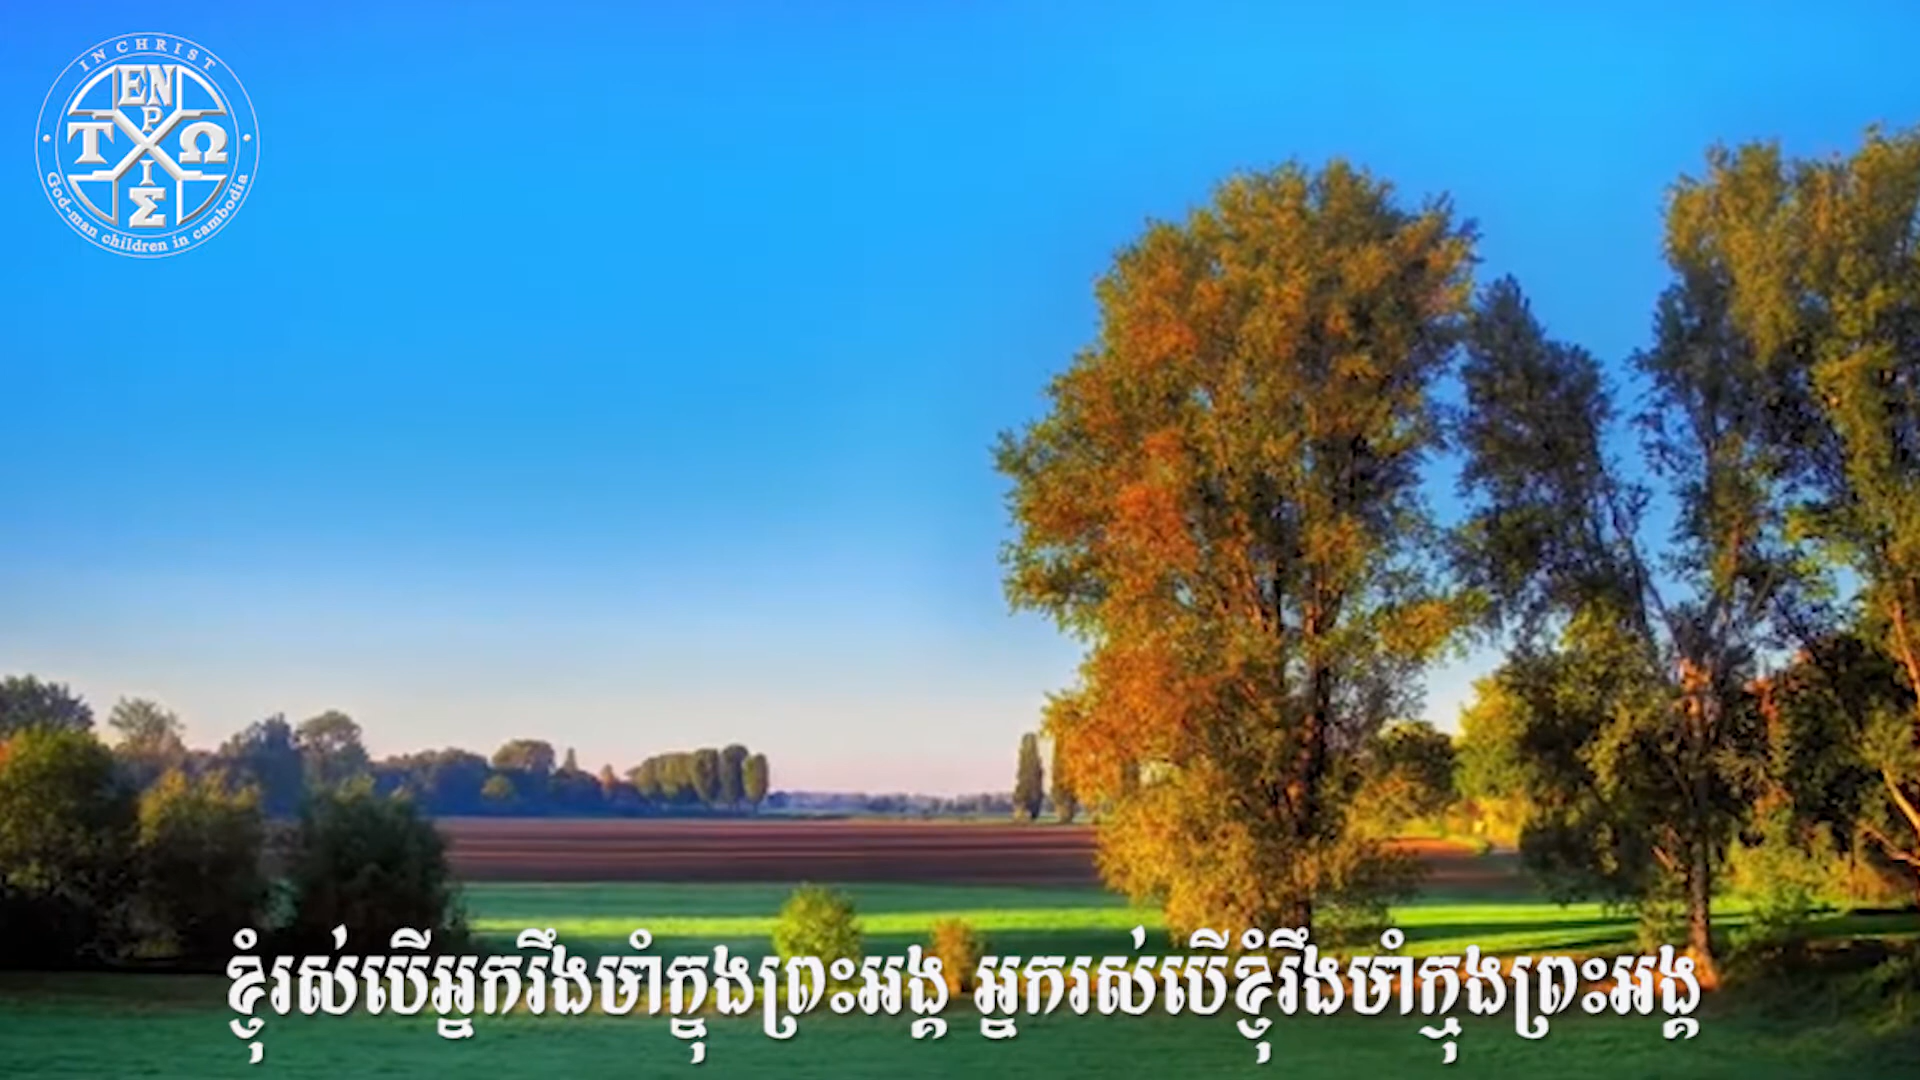 IN CHRIST
EN
Ρ
Τ Χ Ω
Ι
Σ
God-man children in cambodia
ខ្ញុំរស់បើអ្នករឹងមាំក្នុងព្រះអង្គ អ្នករស់បើខ្ញុំរឹងមាំក្មុងព្រះអង្គ